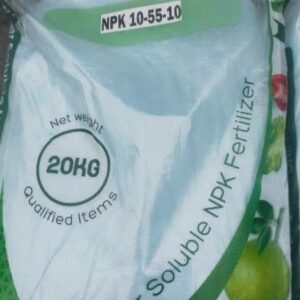 NPK 10-55-10
Net weight
20KG
Qualified Items
Soluble NPK Fertilizer